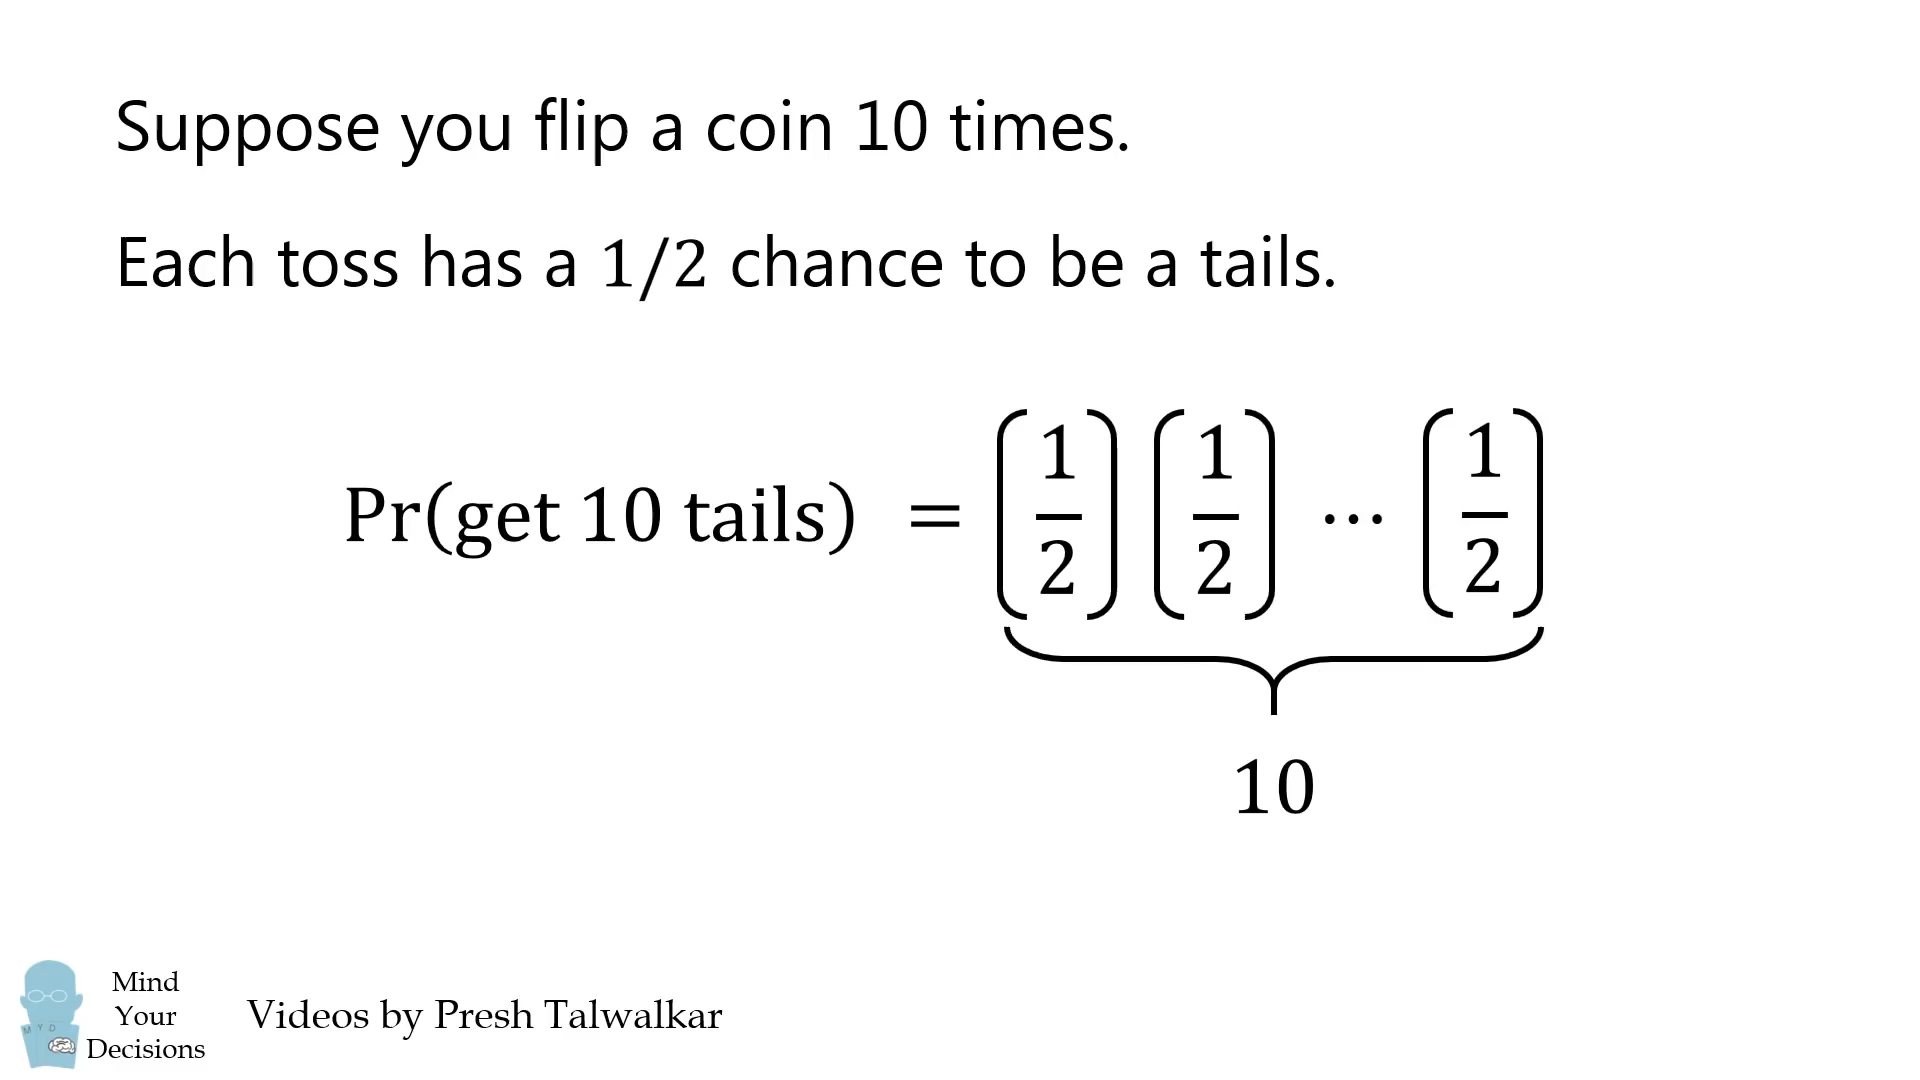 Suppose you flip a coin 10 times.
Each toss has a 1/2 chance to be a tails.
Pr(get 10 tails) = (1/2) (1/2) ⋯ (1/2)
10
Mind
Your
Decisions
M Y D
Videos by Presh Talwalkar